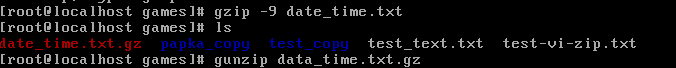 [root@localhost games]# gzip -9 date_time.txt
[root@localhost games]# ls
date_time.txt.gz  papka_copy  test_copy  test_text.txt  test-vi-zip.txt
[root@localhost games]# gunzip data_time.txt.gz